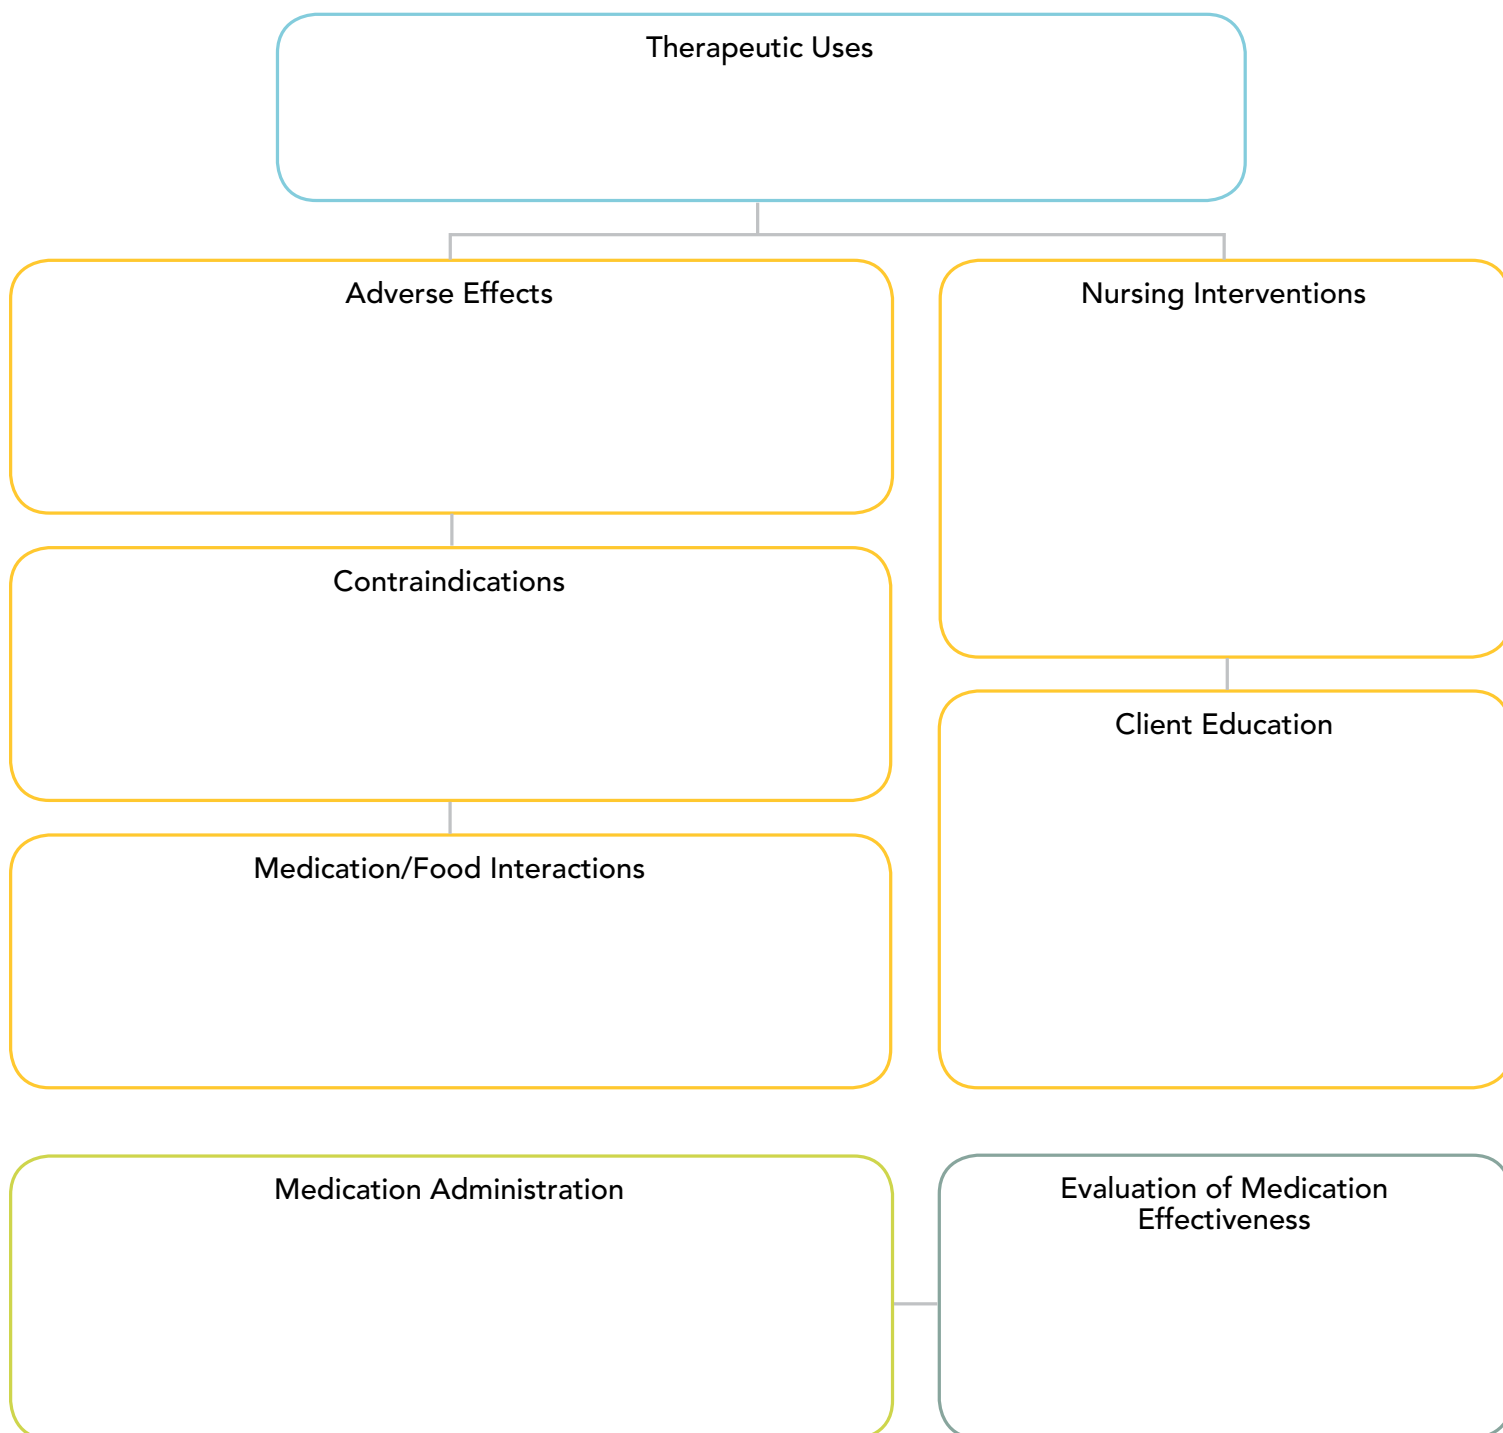 Therapeutic Uses
Adverse Effects
Nursing Interventions
Contraindications
Client Education
Medication/Food Interactions
Medication Administration
Evaluation of Medication
Effectiveness